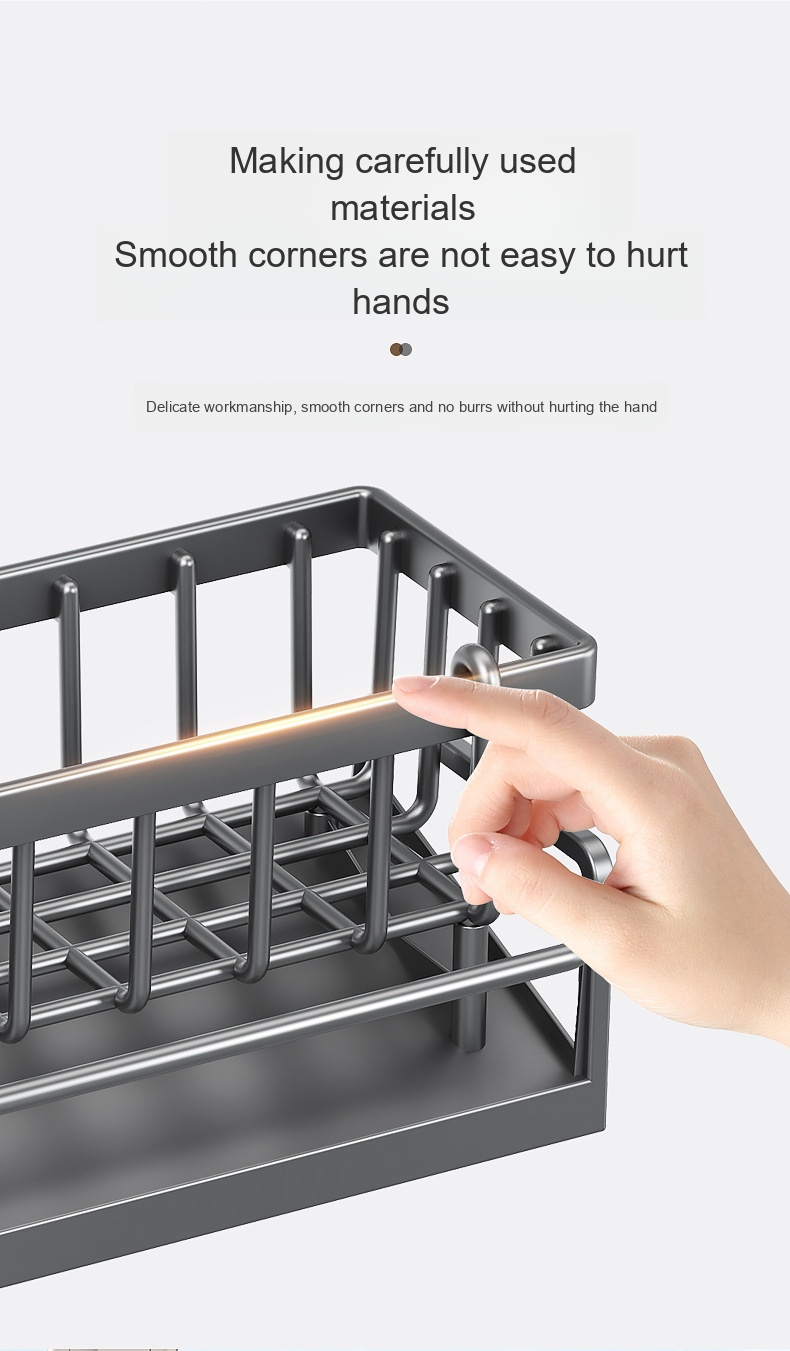 Making carefully used
materials
Smooth corners are not easy to hurt
hands
Delicate workmanship, smooth corners and no burrs without hurting the hand